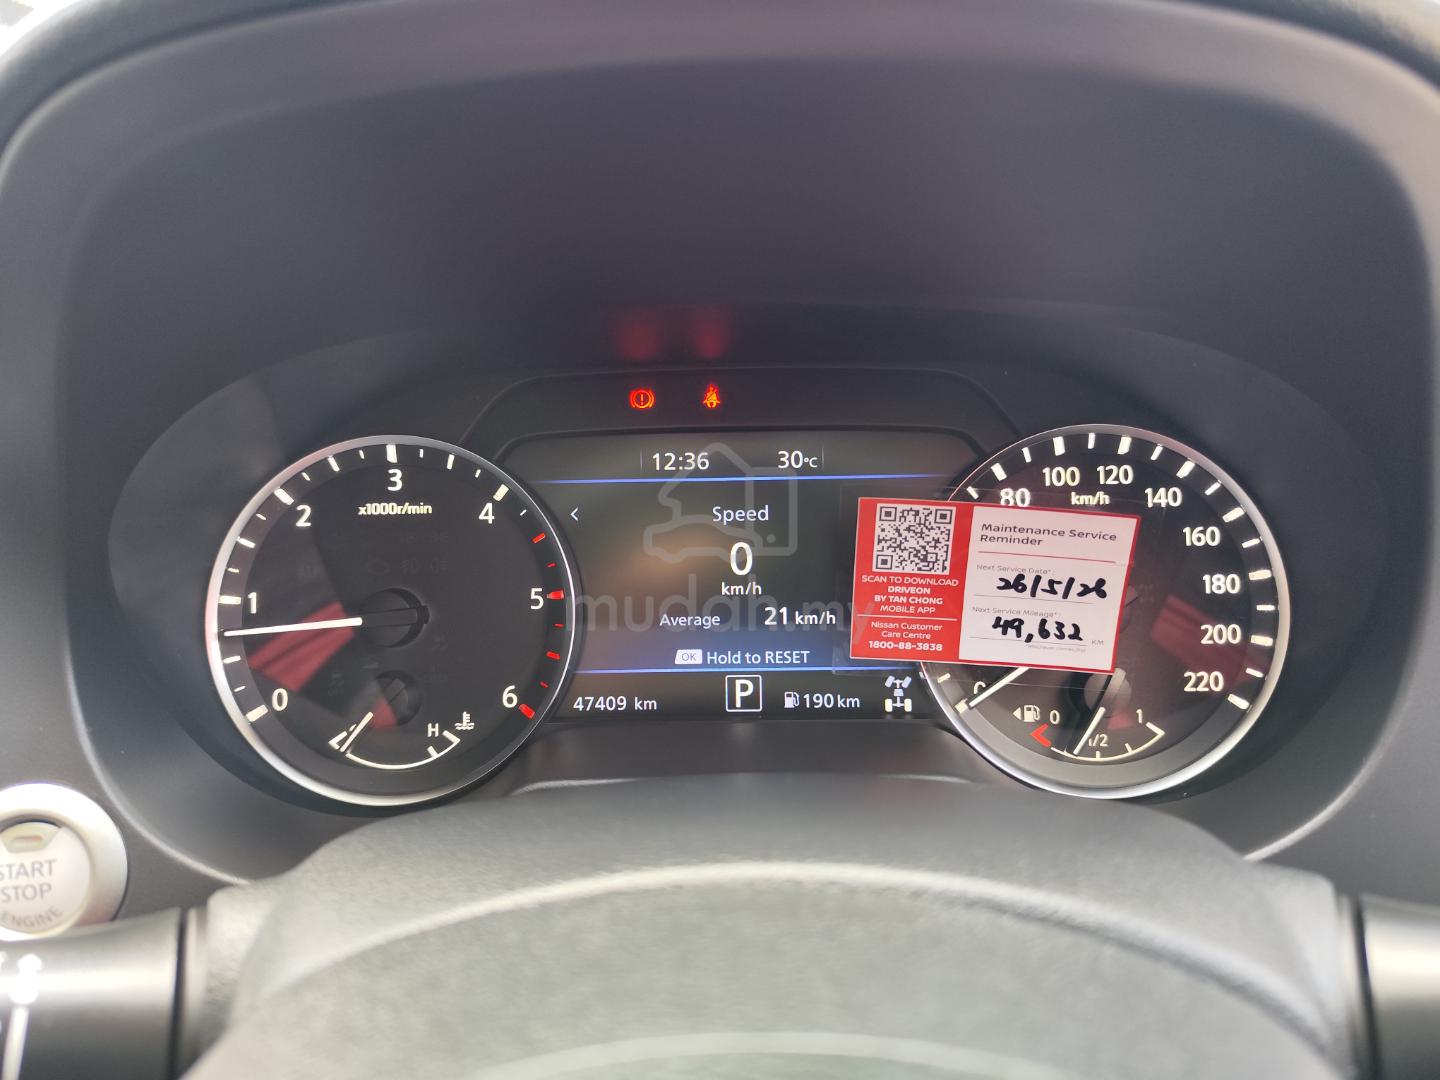 12:36 30°C
< Speed
0
km/h
Average 21 km/h
OK Hold to RESET
47409 km P 190 km
mudah.my
x1000r/min
0
1
2
3
4
5
6
H
80
100
120
km/h
140
160
180
200
220
0
1/2
1
SCAN TO DOWNLOAD
DRIVEON
BY TAN CHONG
MOBILE APP
Nissan Customer
Care Centre
1800-88-3838
Maintenance Service
Reminder
Next Service Date*:
26/5/26
Next Service Mileage*:
49,632 KM
START
STOP
ENGINE